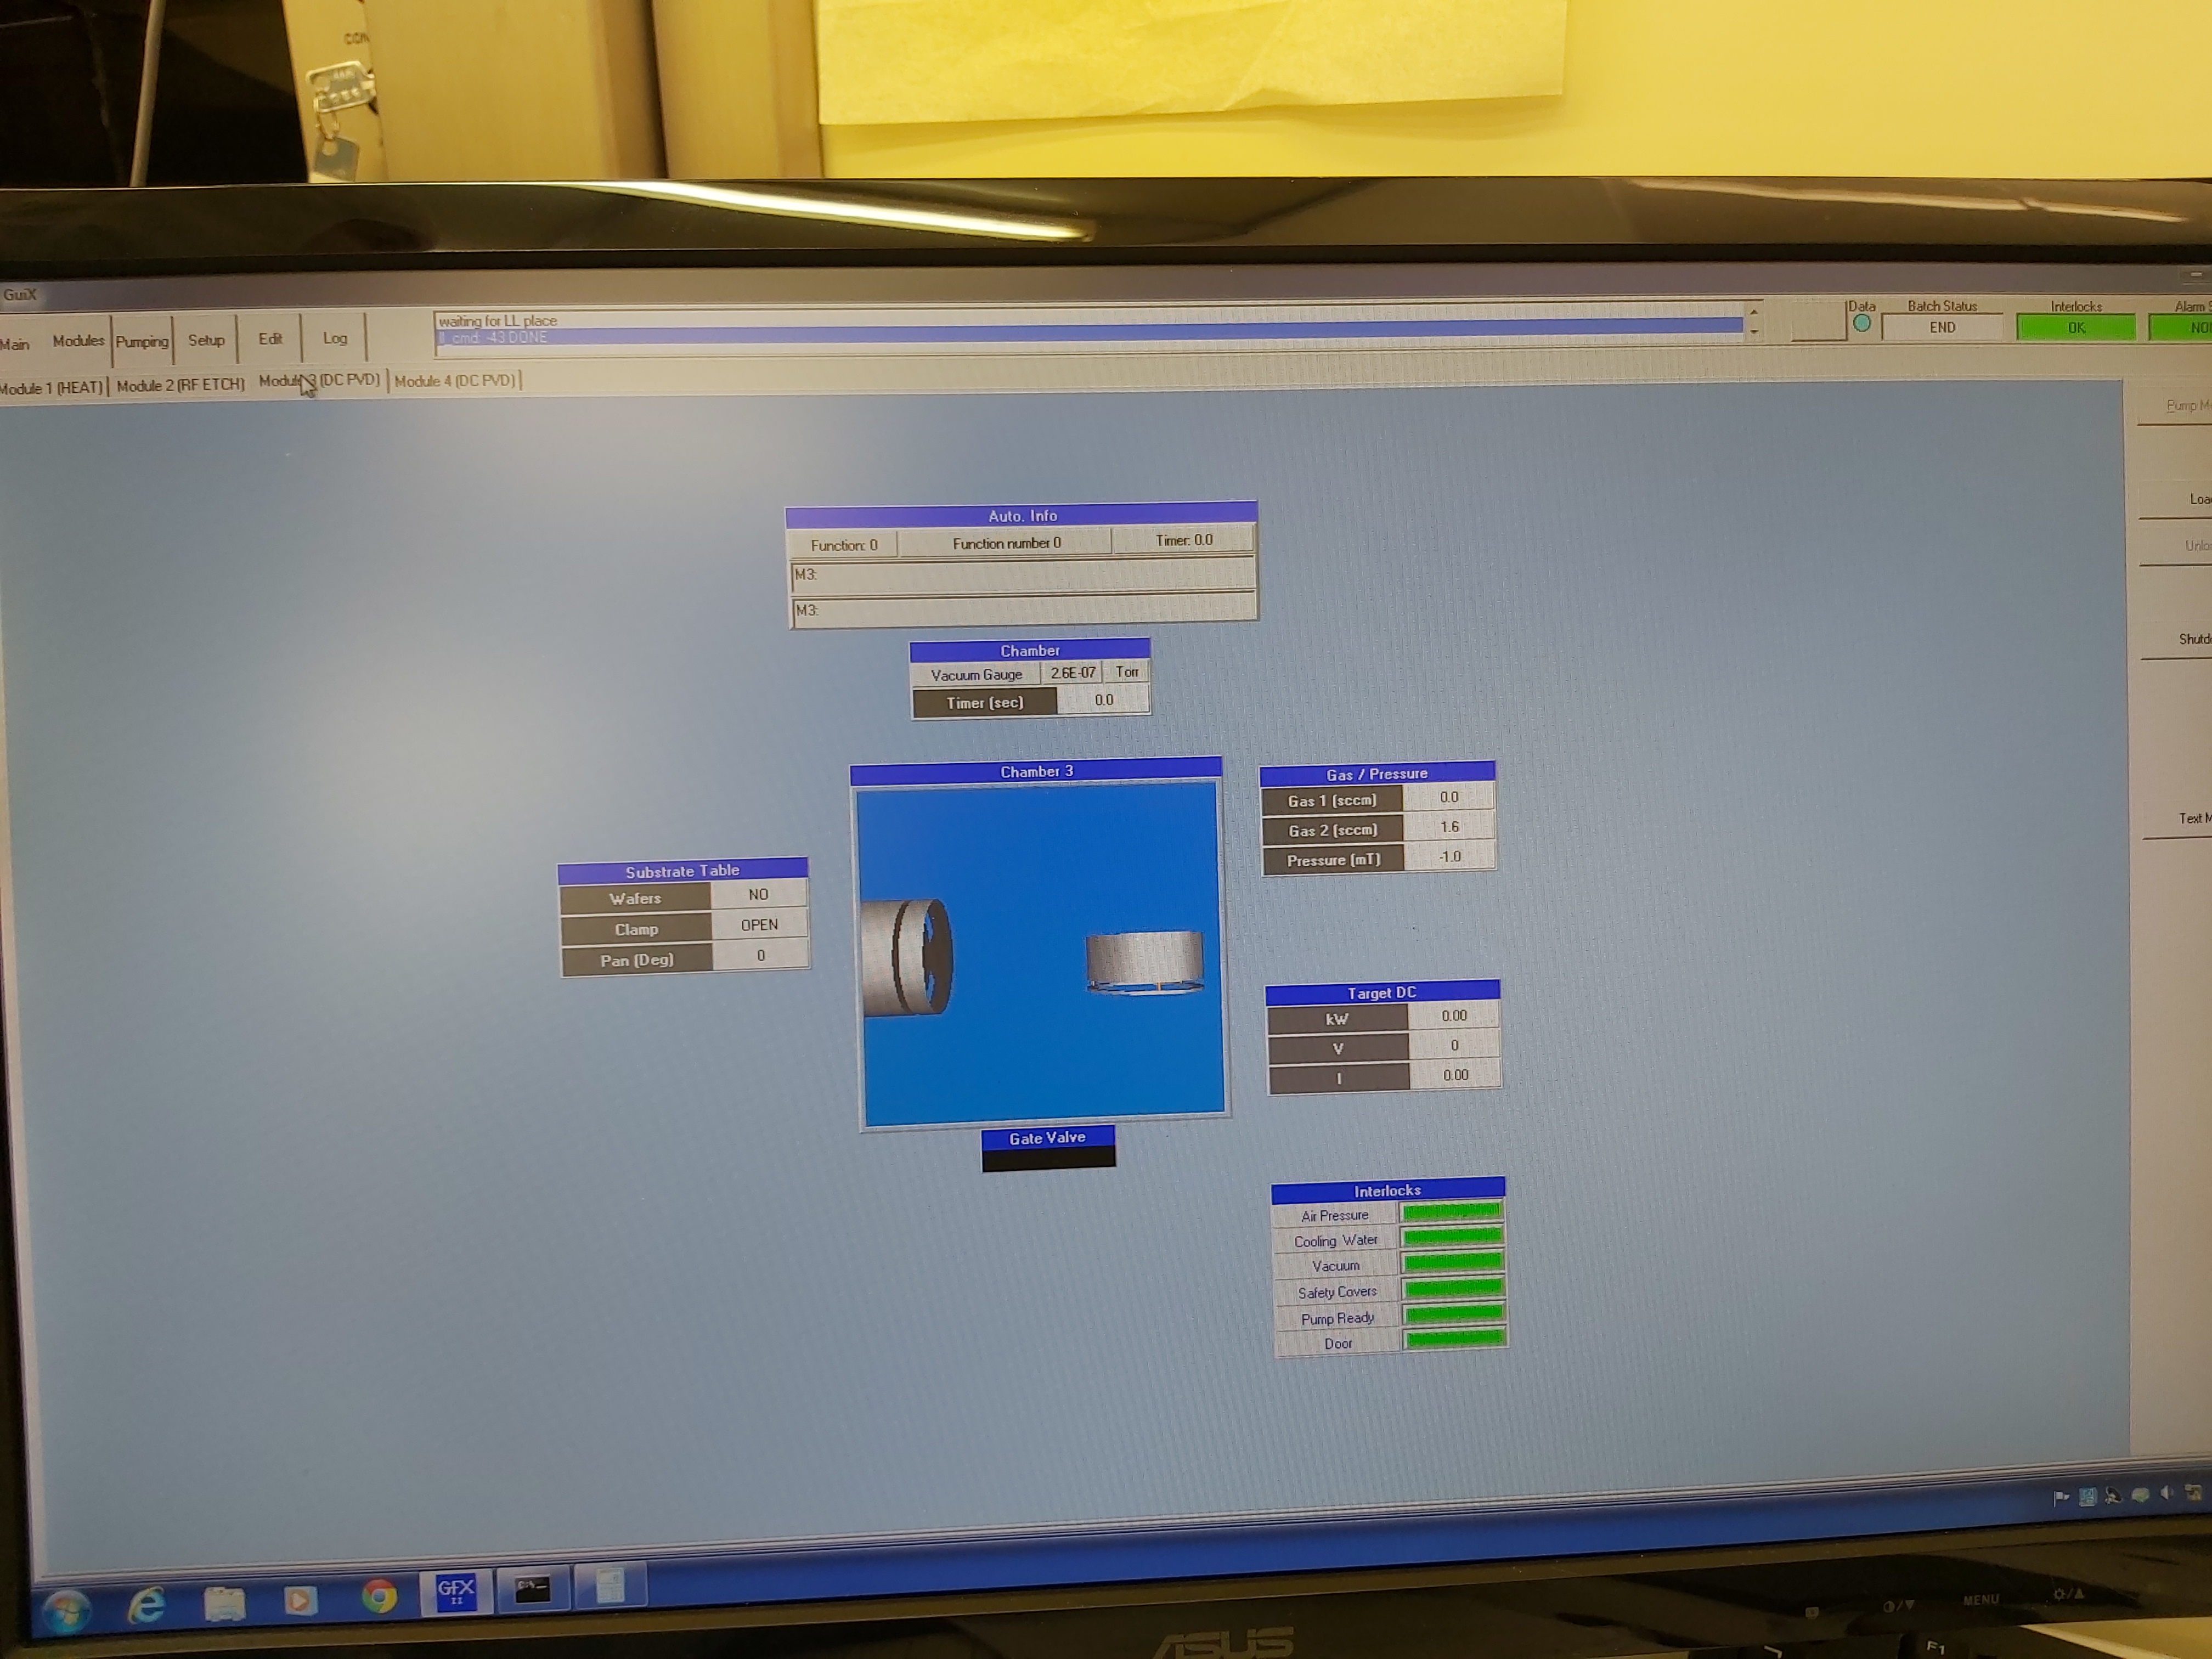 GuiX
waiting for LL place
cmd. -43 DONE
Main
Modules
Pumping
Setup
Edit
Log
Data
Batch Status
END
Interlocks
OK
Alarm
Module 1 (HEAT)
Module 2 (RF ETCH)
(DC PVD)
Module 4 (DC PVD)
Pump
Auto. Info
Function: 0
Function number 0
Timer: 0.0
M3:
M3:
Chamber
Vacuum Gauge 2.6E-07 Torr
Timer (sec) 0.0
Chamber 3
Gate Valve
Substrate Table
Wafers NO
Clamp OPEN
Pan (Deg) 0
Gas / Pressure
Gas 1 (sccm) 0.0
Gas 2 (sccm) 1.6
Pressure (mT) -1.0
Target DC
kW 0.00
V 0
I 0.00
Interlocks
Air Pressure
Cooling Water
Vacuum
Safety Covers
Pump Ready
Door
Text
GFX
II
MENU
ASUS
F1